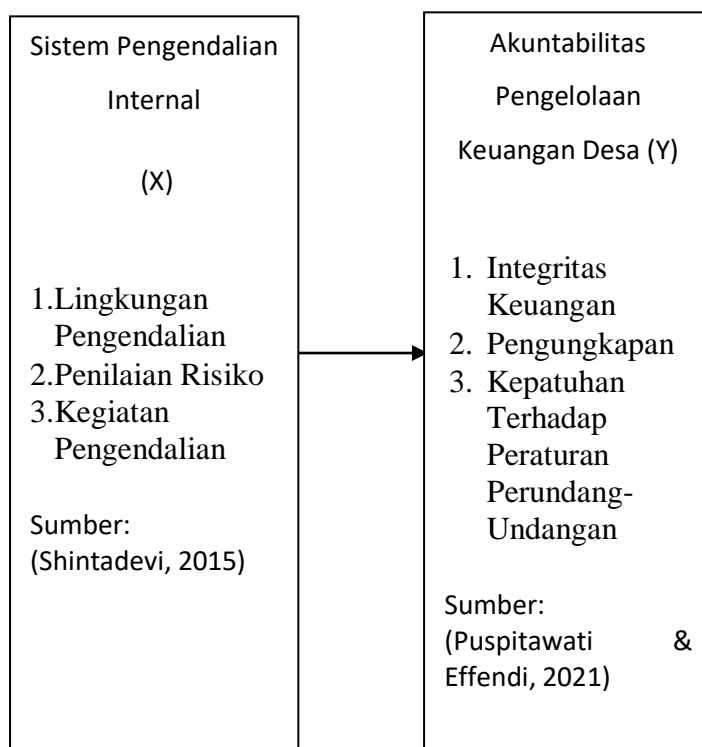 Sistem Pengendalian
Internal
(X)
1.Lingkungan
Pengendalian
2.Penilaian Risiko
3.Kegiatan
Pengendalian
Sumber:
(Shintadevi, 2015)
Akuntabilitas
Pengelolaan
Keuangan Desa (Y)
1. Integritas
Keuangan
2. Pengungkapan
3. Kepatuhan
Terhadap
Peraturan
Perundang-
Undangan
Sumber:
(Puspitawati &
Effendi, 2021)